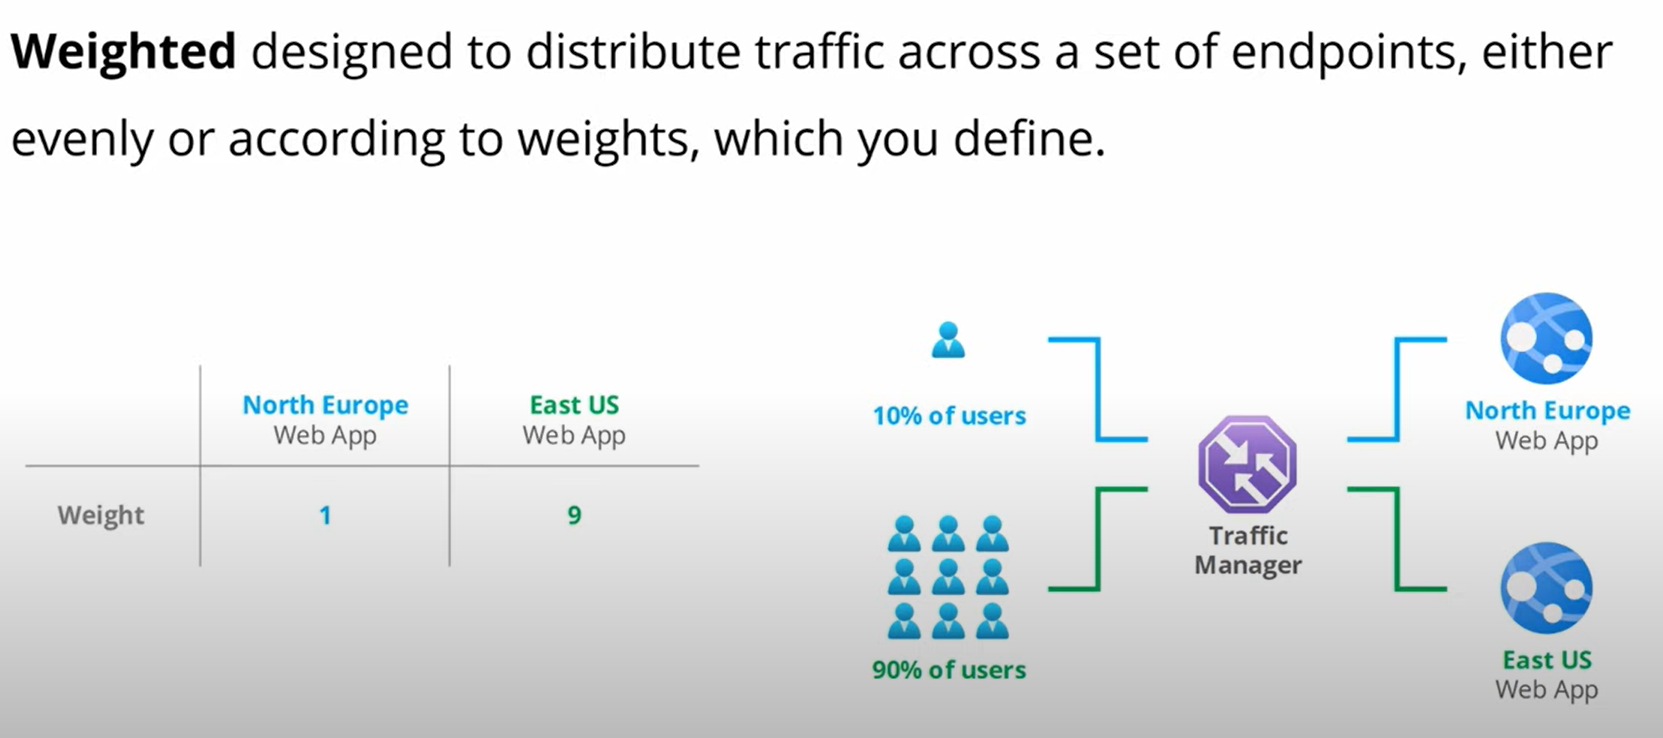 Weighted designed to distribute traffic across a set of endpoints, either
evenly or according to weights, which you define.
North Europe
Web App
East US
Web App
Weight
1
9
10% of users
90% of users
Traffic
Manager
North Europe
Web App
East US
Web App